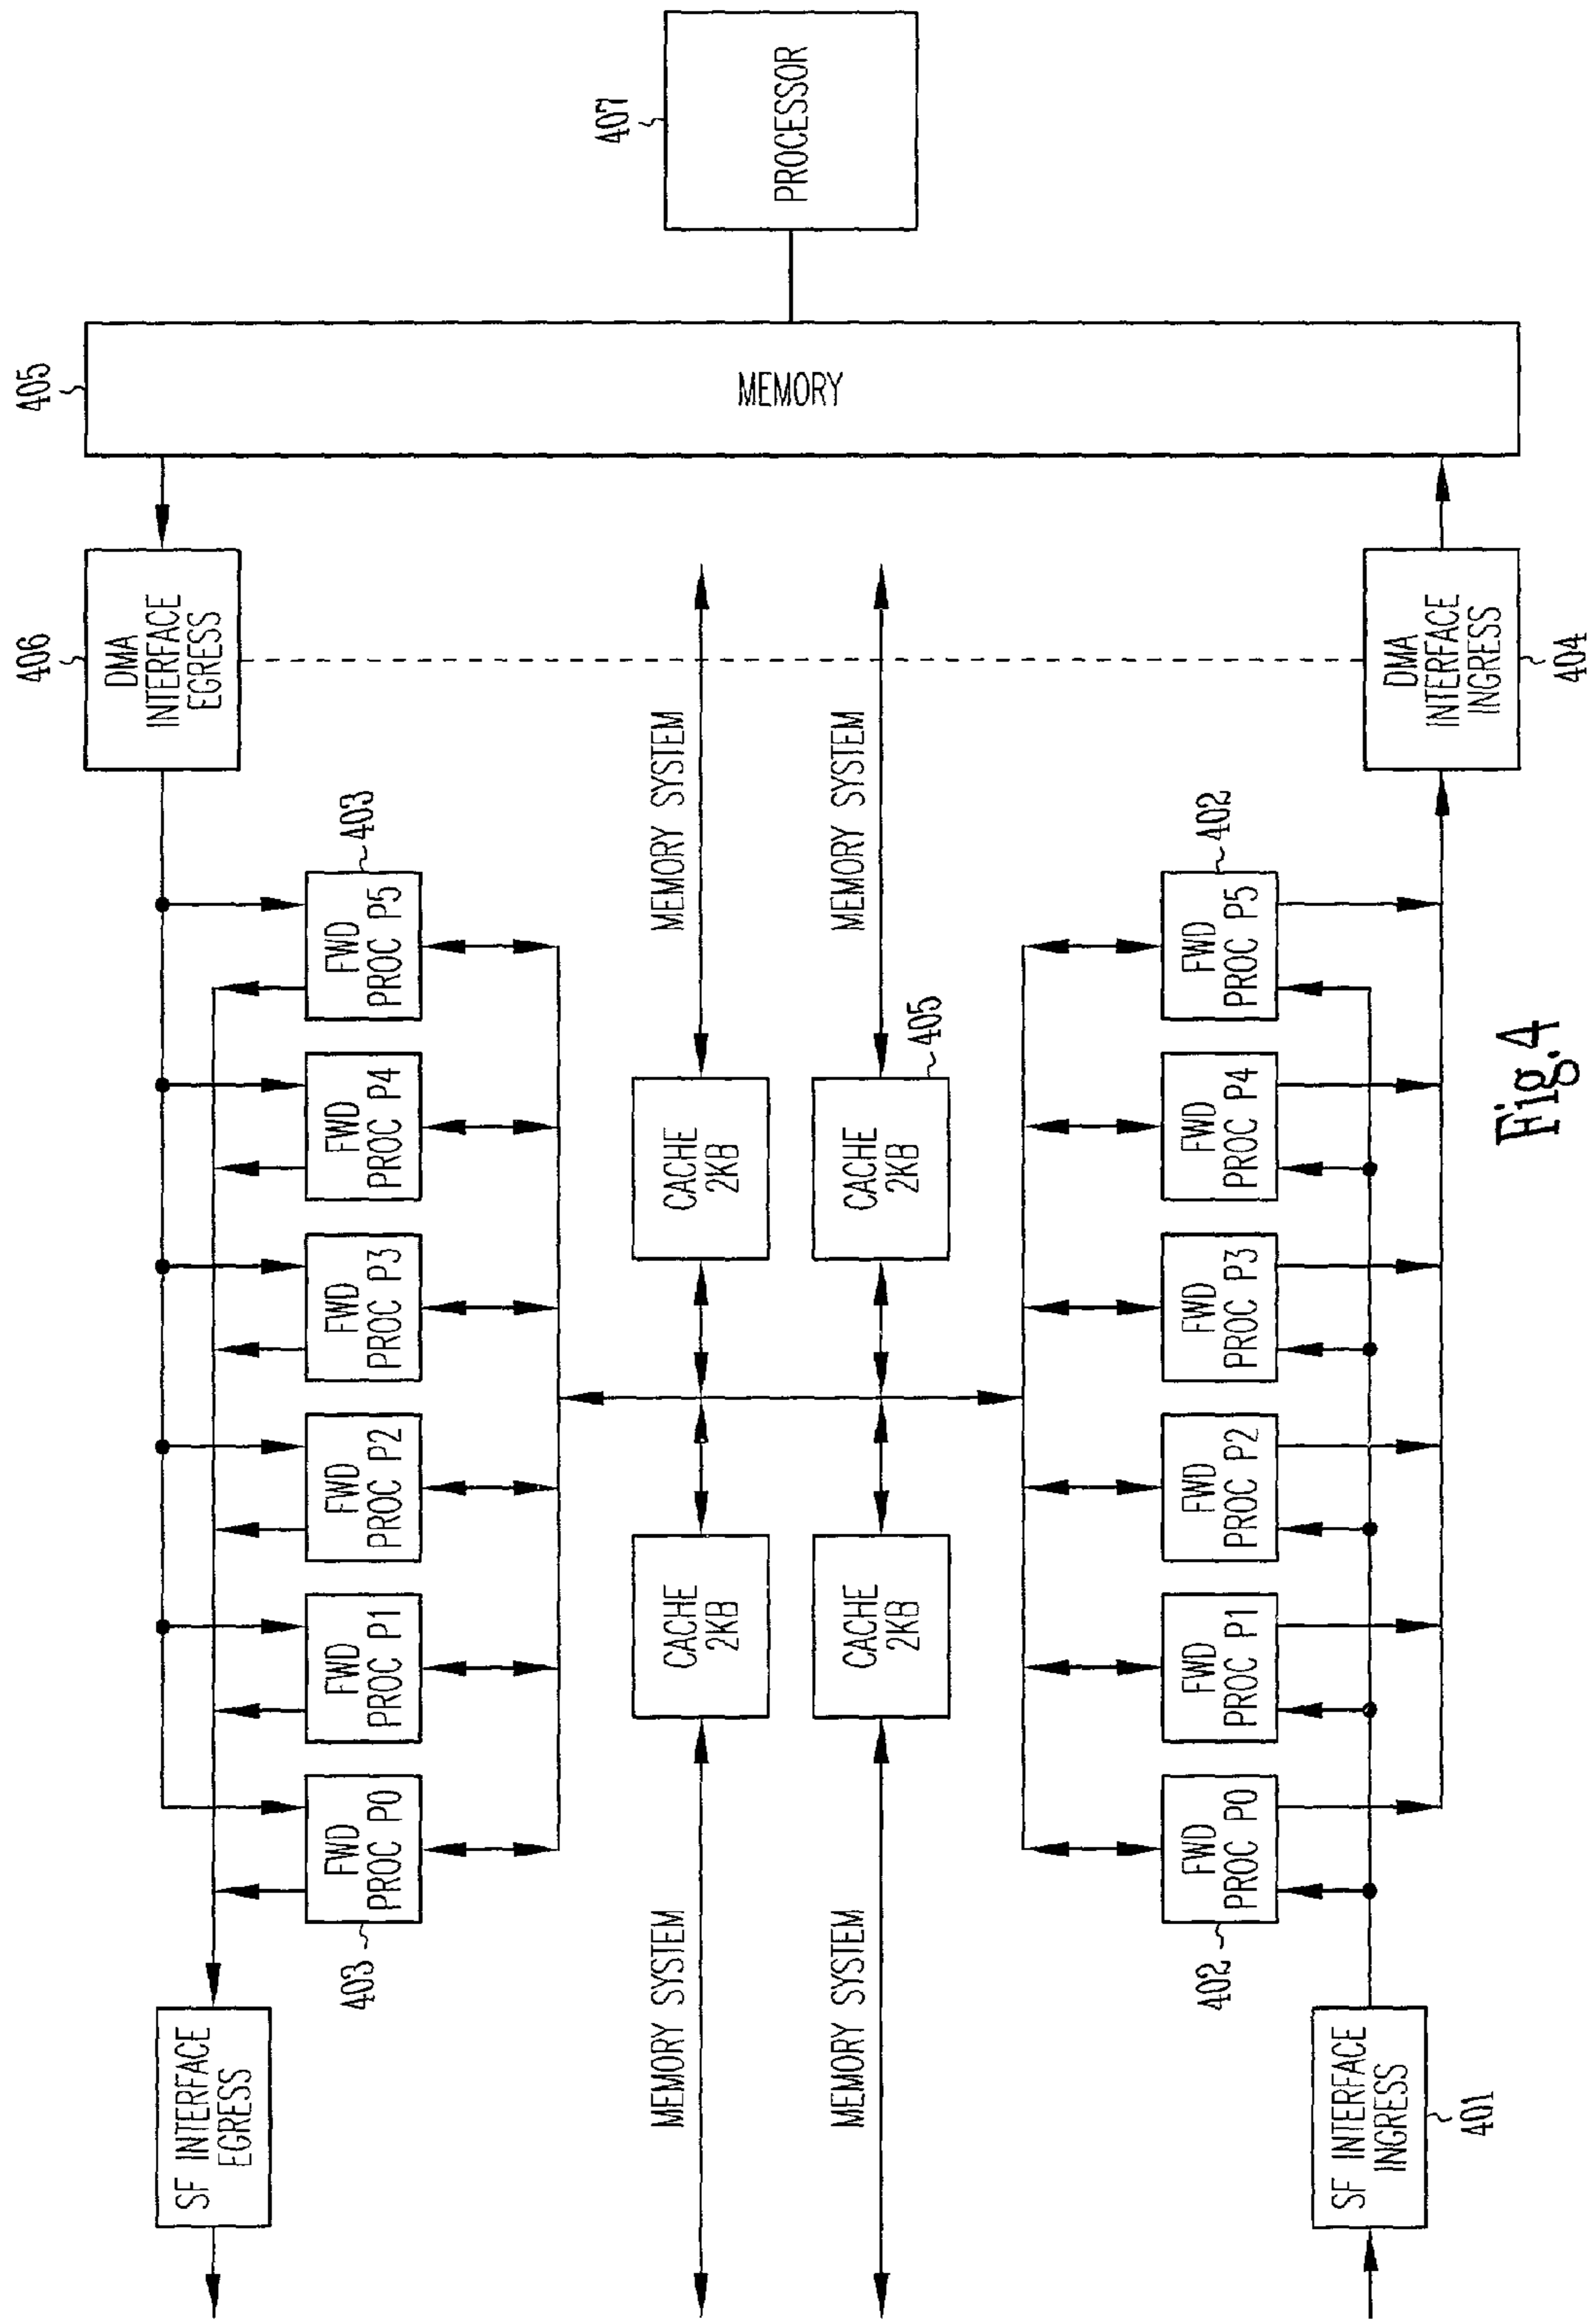 406
405
DMA
INTERFACE
EGRESS
SF INTERFACE
EGRESS
403
403
FWD
PROC P0
FWD
PROC P1
FWD
PROC P2
FWD
PROC P3
FWD
PROC P4
FWD
PROC P5
407
MEMORY SYSTEM
CACHE
2KB
CACHE
2KB
MEMORY SYSTEM
MEMORY
PROCESSOR
MEMORY SYSTEM
CACHE
2KB
CACHE
2KB
405
MEMORY SYSTEM
402
402
FWD
PROC P0
FWD
PROC P1
FWD
PROC P2
FWD
PROC P3
FWD
PROC P4
FWD
PROC P5
SF INTERFACE
INGRESS
401
DMA
INTERFACE
INGRESS
404
Fig.4